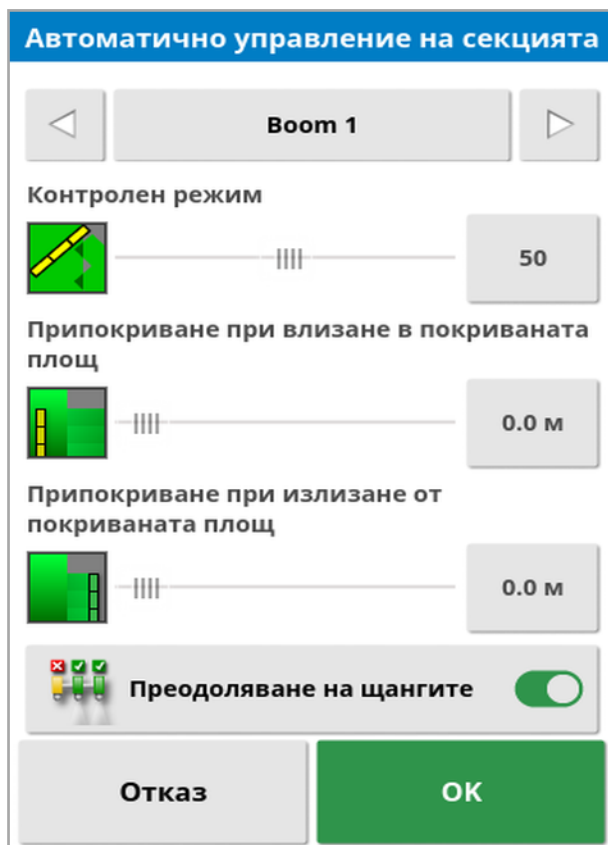 Автоматично управление на секцията
Boom 1
Контролен режим
50
Припокриване при влизане в покриваната
площ
0.0 м
Припокриване при излизане от
покриваната площ
0.0 м
Преодоляване на щангите
Отказ
OK